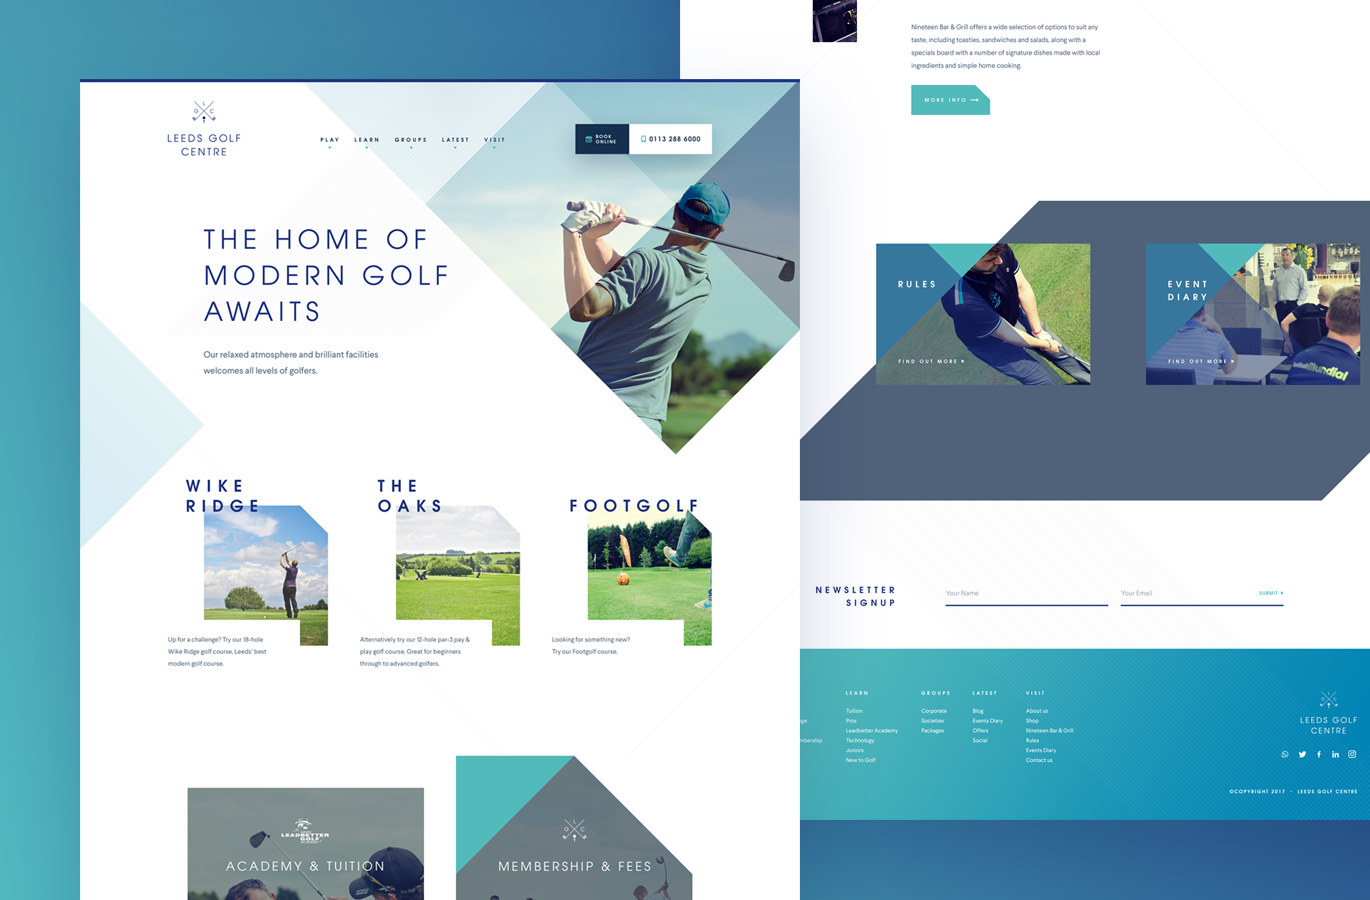 L
G C
LEEDS GOLF
CENTRE
PLAY LEARN GROUPS LATEST VISIT
BOOK
ONLINE
0113 288 6000
THE HOME OF
MODERN GOLF
AWAITS
Our relaxed atmosphere and brilliant facilities
welcomes all levels of golfers.
WIKE
RIDGE
Up for a challenge? Try our 18-hole
Wike Ridge golf course, Leeds' best
modern golf course.
THE
OAKS
Alternatively try our 12-hole par-3 pay &
play golf course. Great for beginners
through to advanced golfers.
FOOTGOLF
Looking for something new?
Try our Footgolf course.
LEADBETTER
GOLF
ACADEMY & TUITION
L
G C
MEMBERSHIP & FEES
Nineteen Bar & Grill offers a wide selection of options to suit any
taste, including toasties, sandwiches and salads, along with a
specials board with a number of signature dishes made with local
ingredients and simple home cooking.
MORE INFO
RULES
FIND OUT MORE
EVENT
DIARY
FIND OUT MORE
NEWSLETTER
SIGNUP
Your Name
Your Email
SUBMIT
LEARN
Tuition
Pros
Leadbetter Academy
Technology
Juniors
New to Golf
GROUPS
Corporate
Societies
Packages
LATEST
Blog
Events Diary
Offers
Social
VISIT
About us
Shop
Nineteen Bar & Grill
Rules
Events Diary
Contact us
L
G C
LEEDS GOLF
CENTRE
©COPYRIGHT 2017 • LEEDS GOLF CENTRE